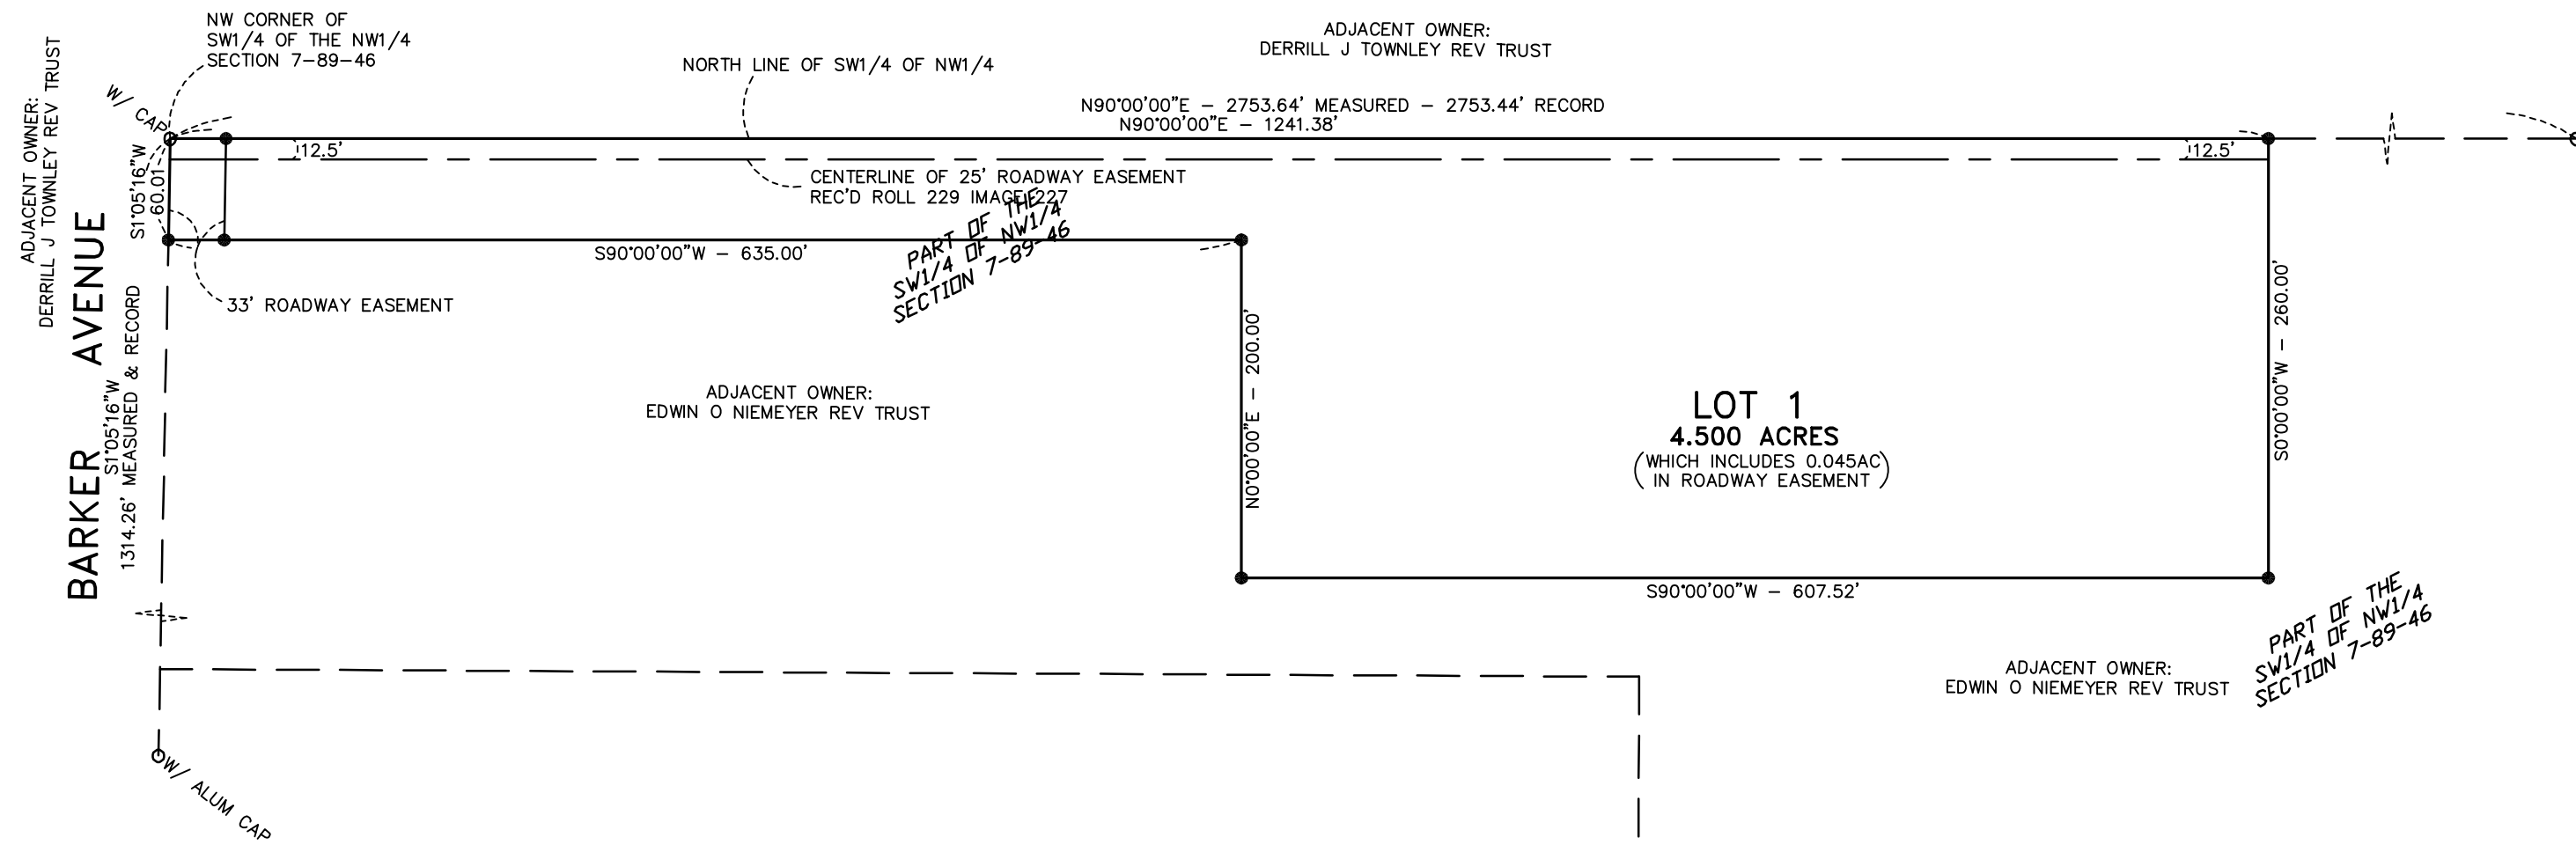 NW CORNER OF
SW1/4 OF THE NW1/4
SECTION 7-89-46
NORTH LINE OF SW1/4 OF NW1/4
ADJACENT OWNER:
DERRILL J TOWNLEY REV TRUST
N90°00'00"E - 2753.64' MEASURED - 2753.44' RECORD
N90°00'00"E - 1241.38'
W/ CAP
ADJACENT OWNER:
DERRILL J TOWNLEY REV TRUST
S1°05'16"W
60.01'
12.5'
12.5'
CENTERLINE OF 25' ROADWAY EASEMENT
REC'D ROLL 229 IMAGE 227
PART OF THE
SW1/4 OF NW1/4
SECTION 7-89-46
S90°00'00"W - 635.00'
33' ROADWAY EASEMENT
BARKER AVENUE
S1°05'16"W
1314.26' MEASURED & RECORD
ADJACENT OWNER:
EDWIN O NIEMEYER REV TRUST
N0°00'00"E - 200.00'
LOT 1
4.500 ACRES
(WHICH INCLUDES 0.045AC
IN ROADWAY EASEMENT)
S0°00'00"W - 260.00'
S90°00'00"W - 607.52'
PART OF THE
SW1/4 OF NW1/4
SECTION 7-89-46
ADJACENT OWNER:
EDWIN O NIEMEYER REV TRUST
W/ ALUM CAP